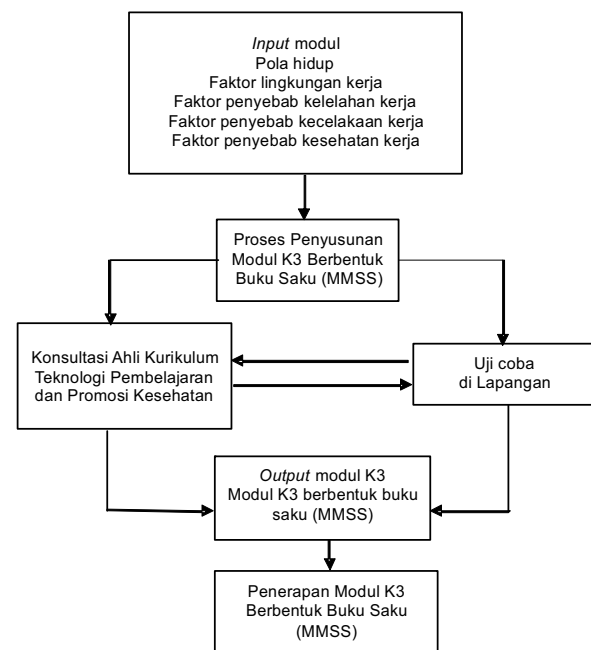 Input modul
Pola hidup
Faktor lingkungan kerja
Faktor penyebab kelelahan kerja
Faktor penyebab kecelakaan kerja
Faktor penyebab kesehatan kerja
Proses Penyusunan
Modul K3 Berbentuk
Buku Saku (MMSS)
Konsultasi Ahli Kurikulum
Teknologi Pembelajaran
dan Promosi Kesehatan
Uji coba
di Lapangan
Output modul K3
Modul K3 berbentuk buku
saku (MMSS)
Penerapan Modul K3
Berbentuk Buku Saku
(MMSS)